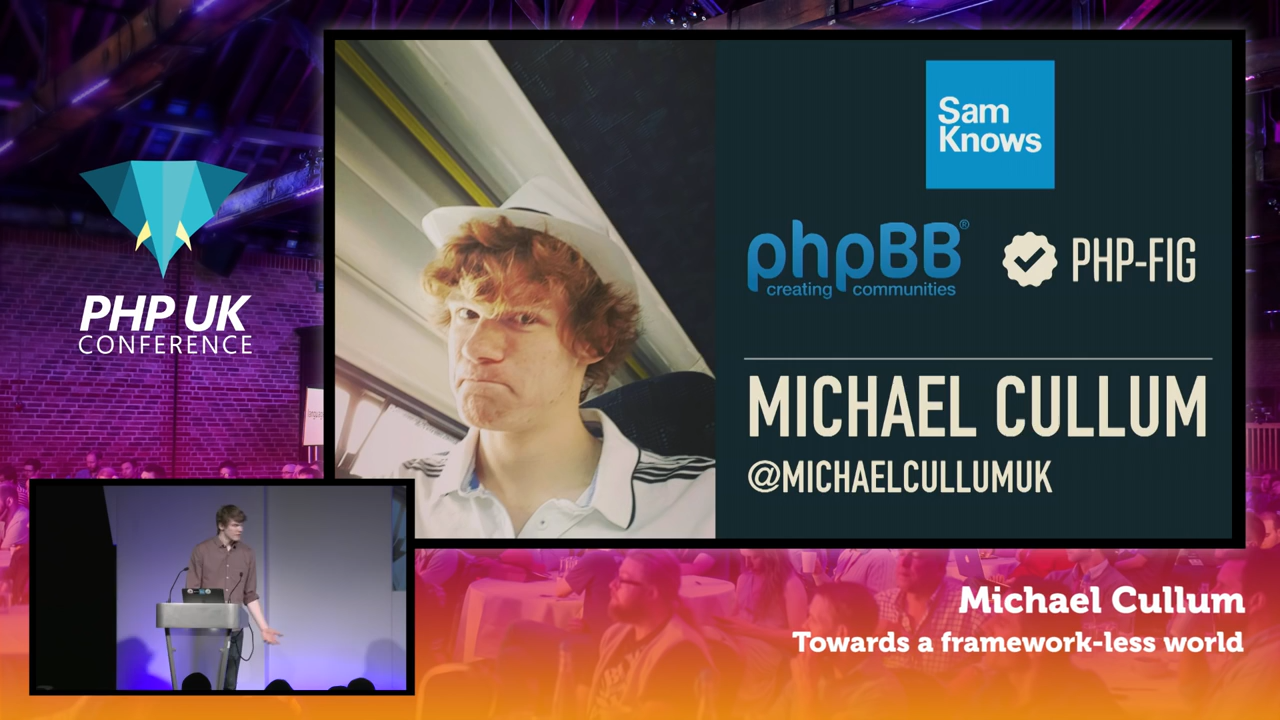 PHP UK
CONFERENCE
Sam
Knows
phpBB®
creating communities
PHP-FIG
MICHAEL CULLUM
@MICHAELCULLUMUK
Michael Cullum
Towards a framework-less world